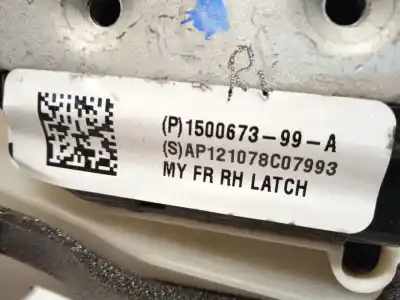 (P)1500673-99-A
(S)AP121078C07993
MY FR RH LATCH